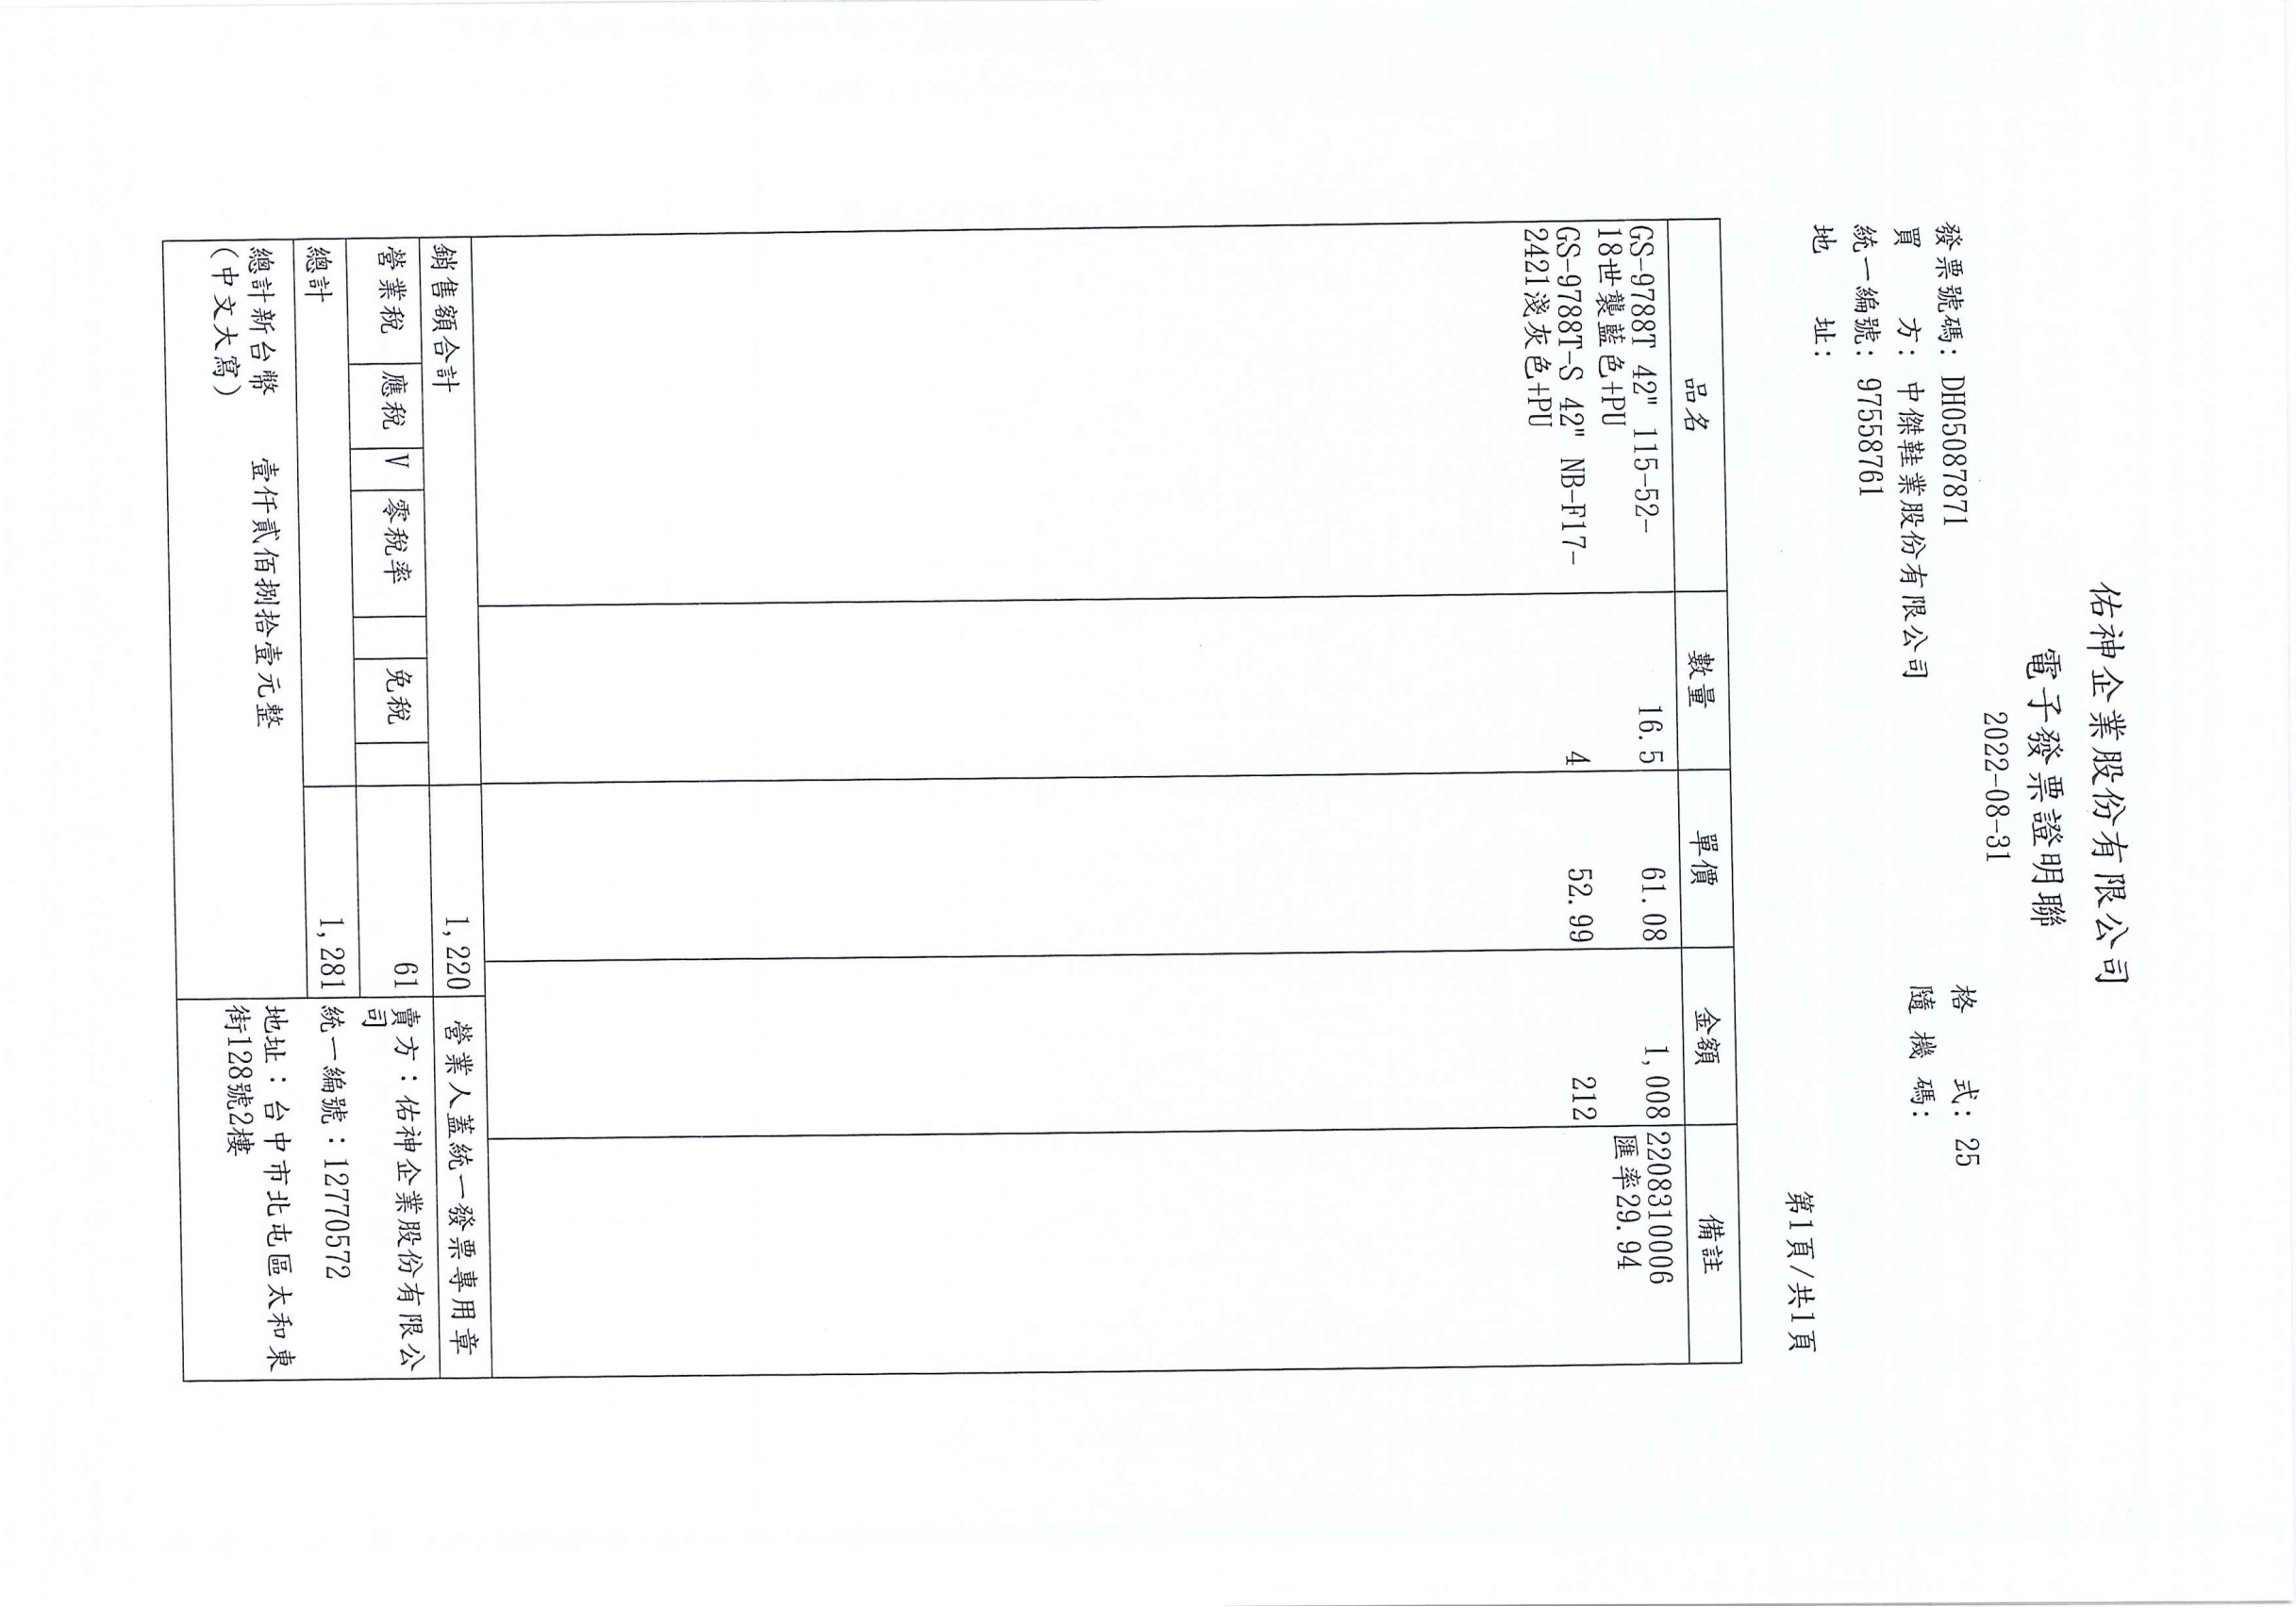 佑神企業股份有限公司
電子發票證明聯
2022-08-31
發票號碼: DH05087871
格 式: 25
買 方: 中傑鞋業股份有限公司
隨 機 碼:
統一編號: 97558761
地 址:
第1頁/共1頁
品名 數量 單價 金額 備註
GS-9788T 42" 115-52- 16.5 61.08 1,008 2208310006
18世襲藍色+PU 匯率29.94
GS-9788T-S 42" NB-F17- 4 52.99 212
2421淺灰色+PU
銷售額合計 1,220 營業人蓋統一發票專用章
營業稅 應稅 V 零稅率 免稅 61 賣方：佑神企業股份有限公
司
總計 1,281 統一編號：12770572
總計新台幣 壹仟貳佰捌拾壹元整 地址：台中市北屯區太和東
(中文大寫) 街128號2樓